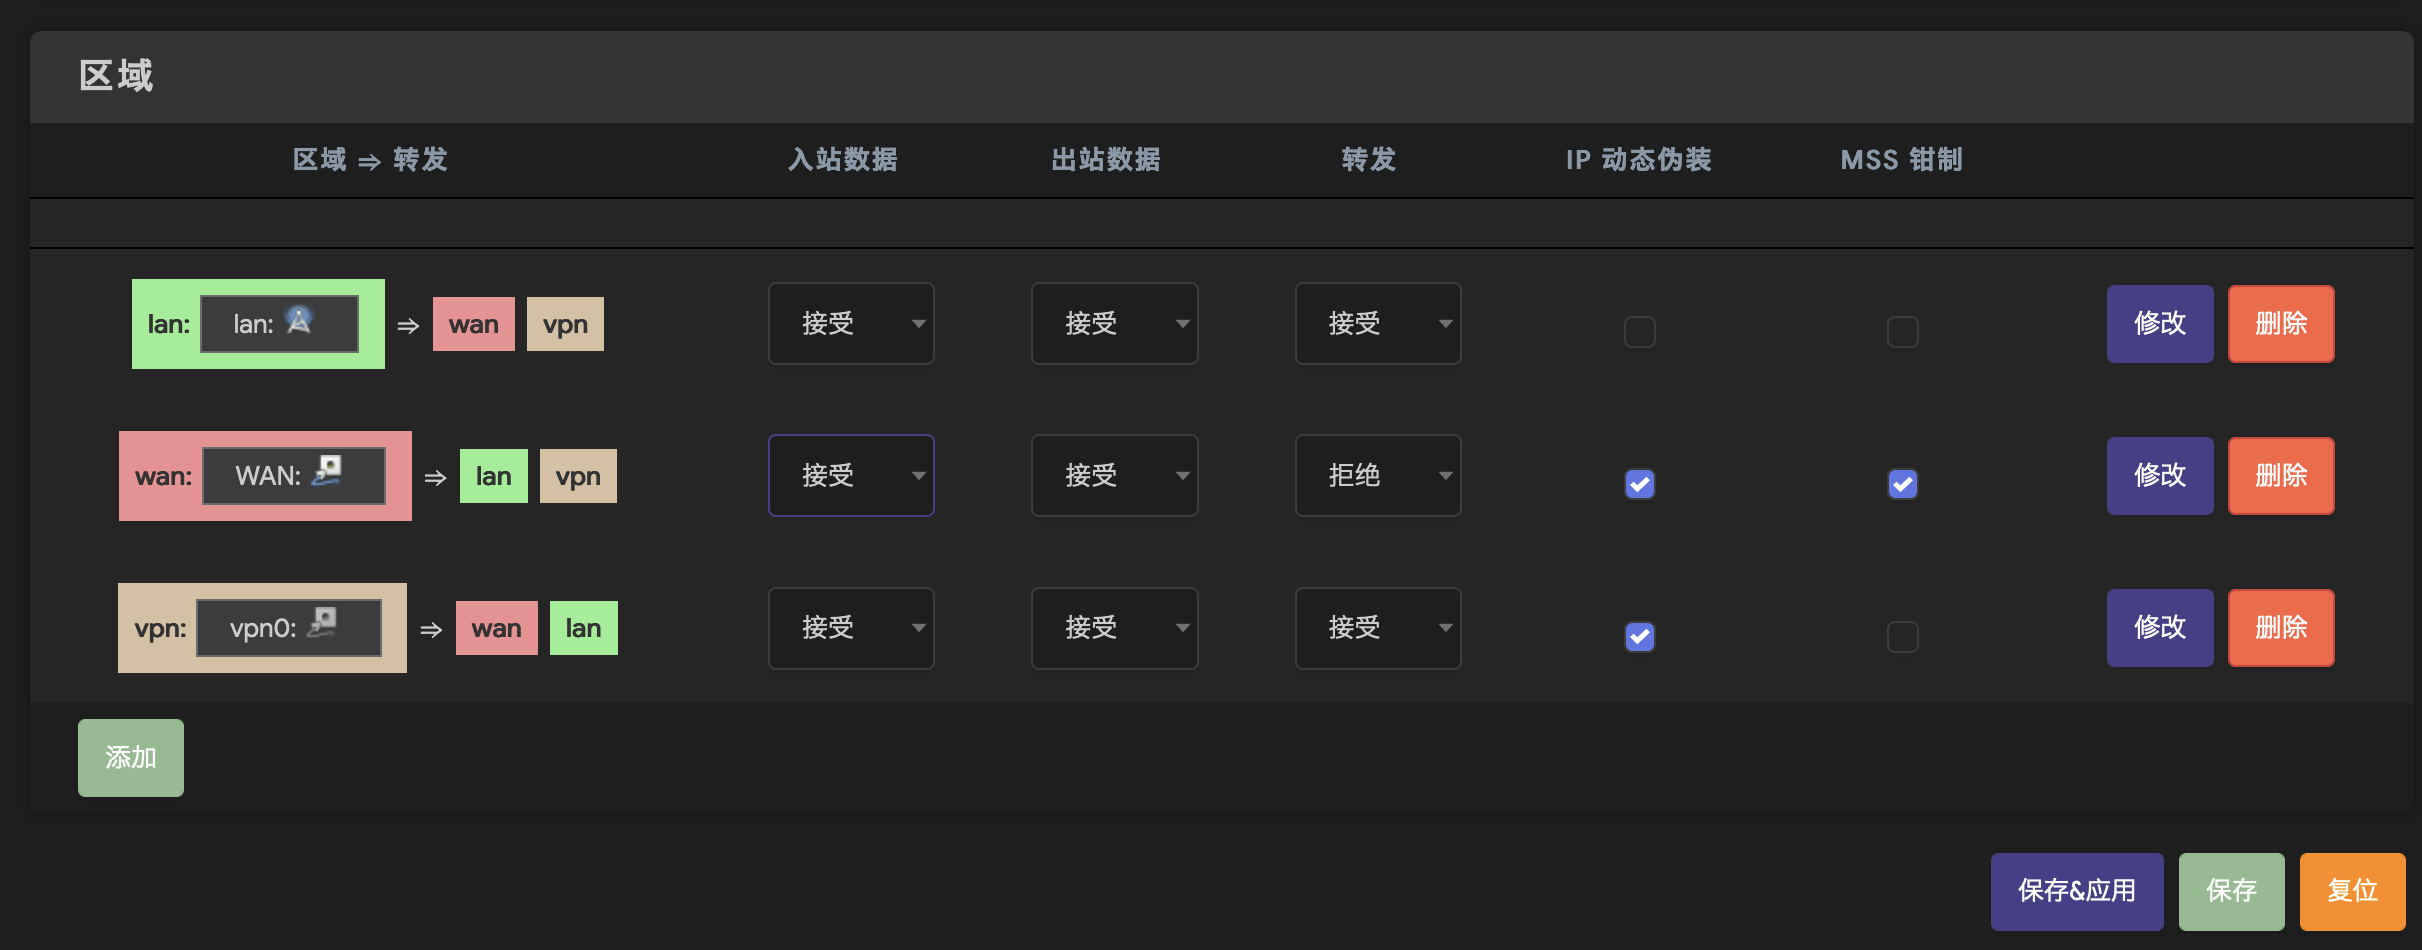 区域
区域 ⇒ 转发 入站数据 出站数据 转发 IP 动态伪装 MSS 钳制
lan: lan: ⇒ wan vpn 接受 接受 接受 修改 删除
wan: WAN: ⇒ lan vpn 接受 接受 拒绝 修改 删除
vpn: vpn0: ⇒ wan lan 接受 接受 接受 修改 删除
添加
保存&应用 保存 复位